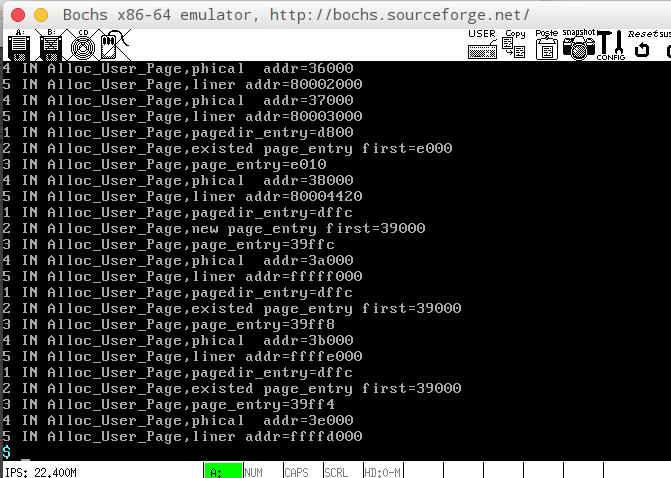 Bochs x86-64 emulator, http://bochs.sourceforge.net/
A: B: CD USER Copy Paste snapshot CONFIG Reset sus
4 IN Alloc_User_Page,phical  addr=36000
5 IN Alloc_User_Page,liner addr=80002000
4 IN Alloc_User_Page,phical  addr=37000
5 IN Alloc_User_Page,liner addr=80003000
1 IN Alloc_User_Page,pagedir_entry=d800
2 IN Alloc_User_Page,existed page_entry first=e000
3 IN Alloc_User_Page,page_entry=e010
4 IN Alloc_User_Page,phical  addr=38000
5 IN Alloc_User_Page,liner addr=80004420
1 IN Alloc_User_Page,pagedir_entry=dffc
2 IN Alloc_User_Page,new page_entry first=39000
3 IN Alloc_User_Page,page_entry=39ffc
4 IN Alloc_User_Page,phical  addr=3a000
5 IN Alloc_User_Page,liner addr=fffff000
1 IN Alloc_User_Page,pagedir_entry=dffc
2 IN Alloc_User_Page,existed page_entry first=39000
3 IN Alloc_User_Page,page_entry=39ff8
4 IN Alloc_User_Page,phical  addr=3b000
5 IN Alloc_User_Page,liner addr=ffffe000
1 IN Alloc_User_Page,pagedir_entry=dffc
2 IN Alloc_User_Page,existed page_entry first=39000
3 IN Alloc_User_Page,page_entry=39ff4
4 IN Alloc_User_Page,phical  addr=3e000
5 IN Alloc_User_Page,liner addr=ffffd000
$ _
IPS: 22.400M A: NUM CAPS SCRL HD:0-M